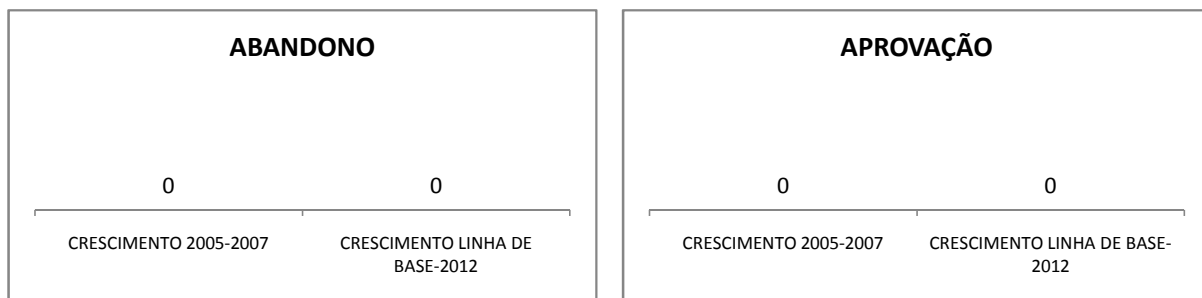 ABANDONO
0
0
CRESCIMENTO 2005-2007
CRESCIMENTO LINHA DE
BASE-2012
APROVAÇÃO
0
0
CRESCIMENTO 2005-2007
CRESCIMENTO LINHA DE BASE-
2012